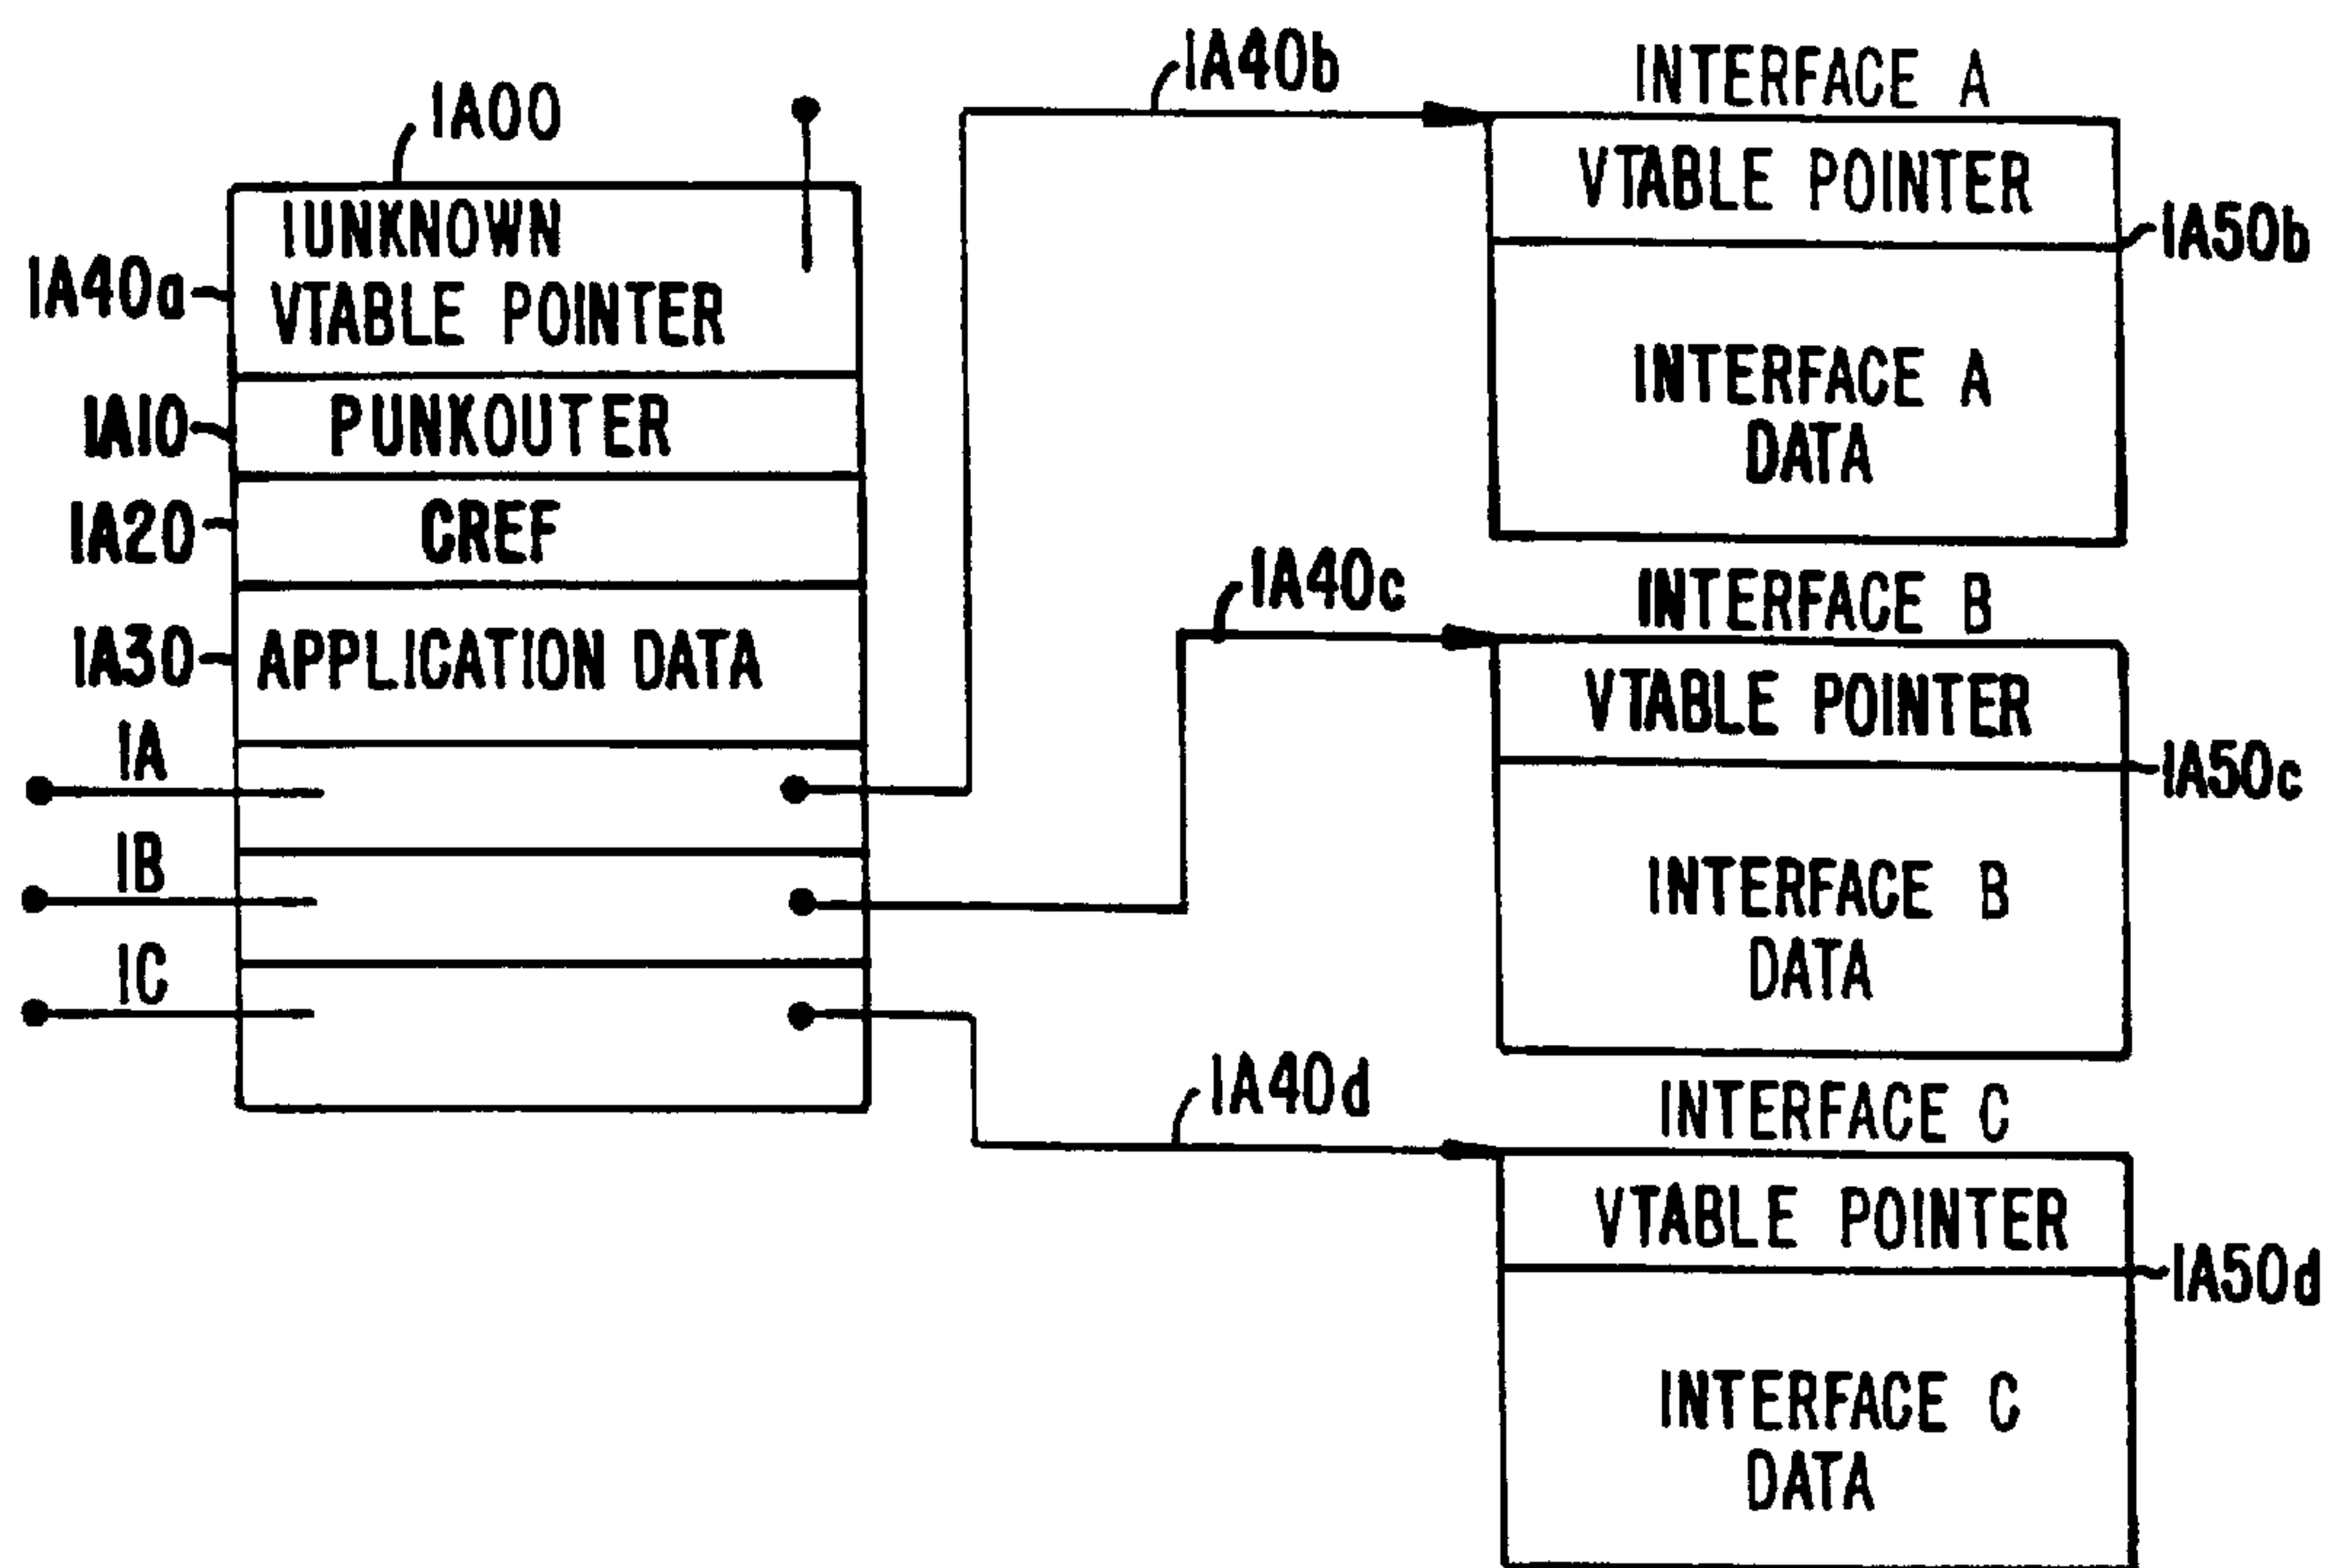 1A00
IUNKNOWN
1A40a
VTABLE POINTER
1A10
PUNKOUTER
1A20
CREF
1A30
APPLICATION DATA
IA
IB
IC
1A40b
INTERFACE A
VTABLE POINTER
1A50b
INTERFACE A
DATA
1A40c
INTERFACE B
VTABLE POINTER
1A50c
INTERFACE B
DATA
1A40d
INTERFACE C
VTABLE POINTER
1A50d
INTERFACE C
DATA